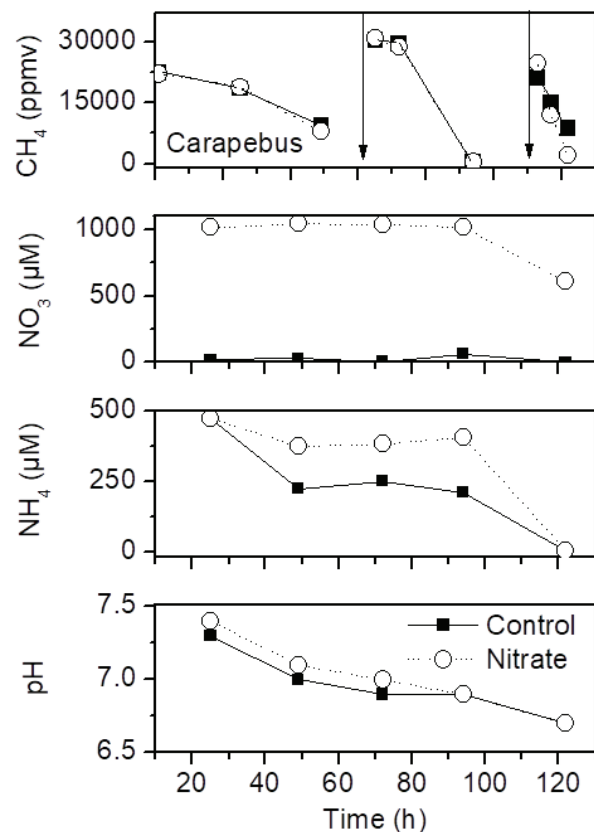 CH₄ (ppmv)
30000
15000
0
Carapebus
NO₃ (µM)
1000
500
0
NH₄ (µM)
500
250
0
pH
7.5
7.0
6.5
Control
Nitrate
20 40 60 80 100 120
Time (h)